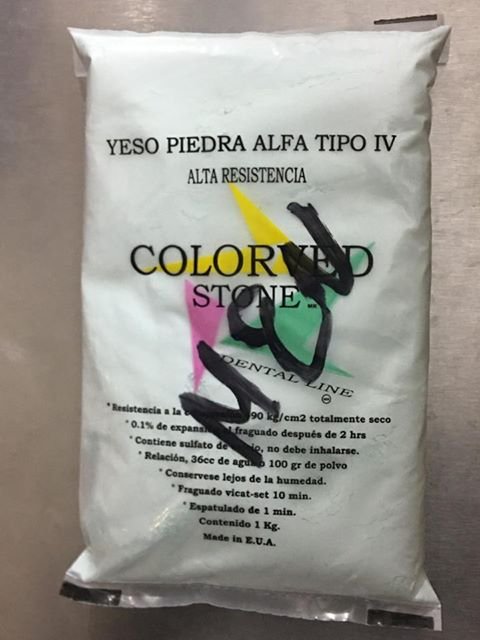 YESO PIEDRA ALFA TIPO IV
ALTA RESISTENCIA
COLORVED
STONE
DENTAL LINE
*Resistencia a la 90 kg/cm2 totalmente seco
* 0.1% de fraguado después de 2 hrs
* Contiene sulfato de no debe inhalarse.
* Relación, 36cc de agua 100 gr de polvo
* Conservese lejos de la humedad.
* Fraguado vicat-set 10 min.
* Espatulado de 1 min.
Contenido 1 Kg.
Made in E.U.A.